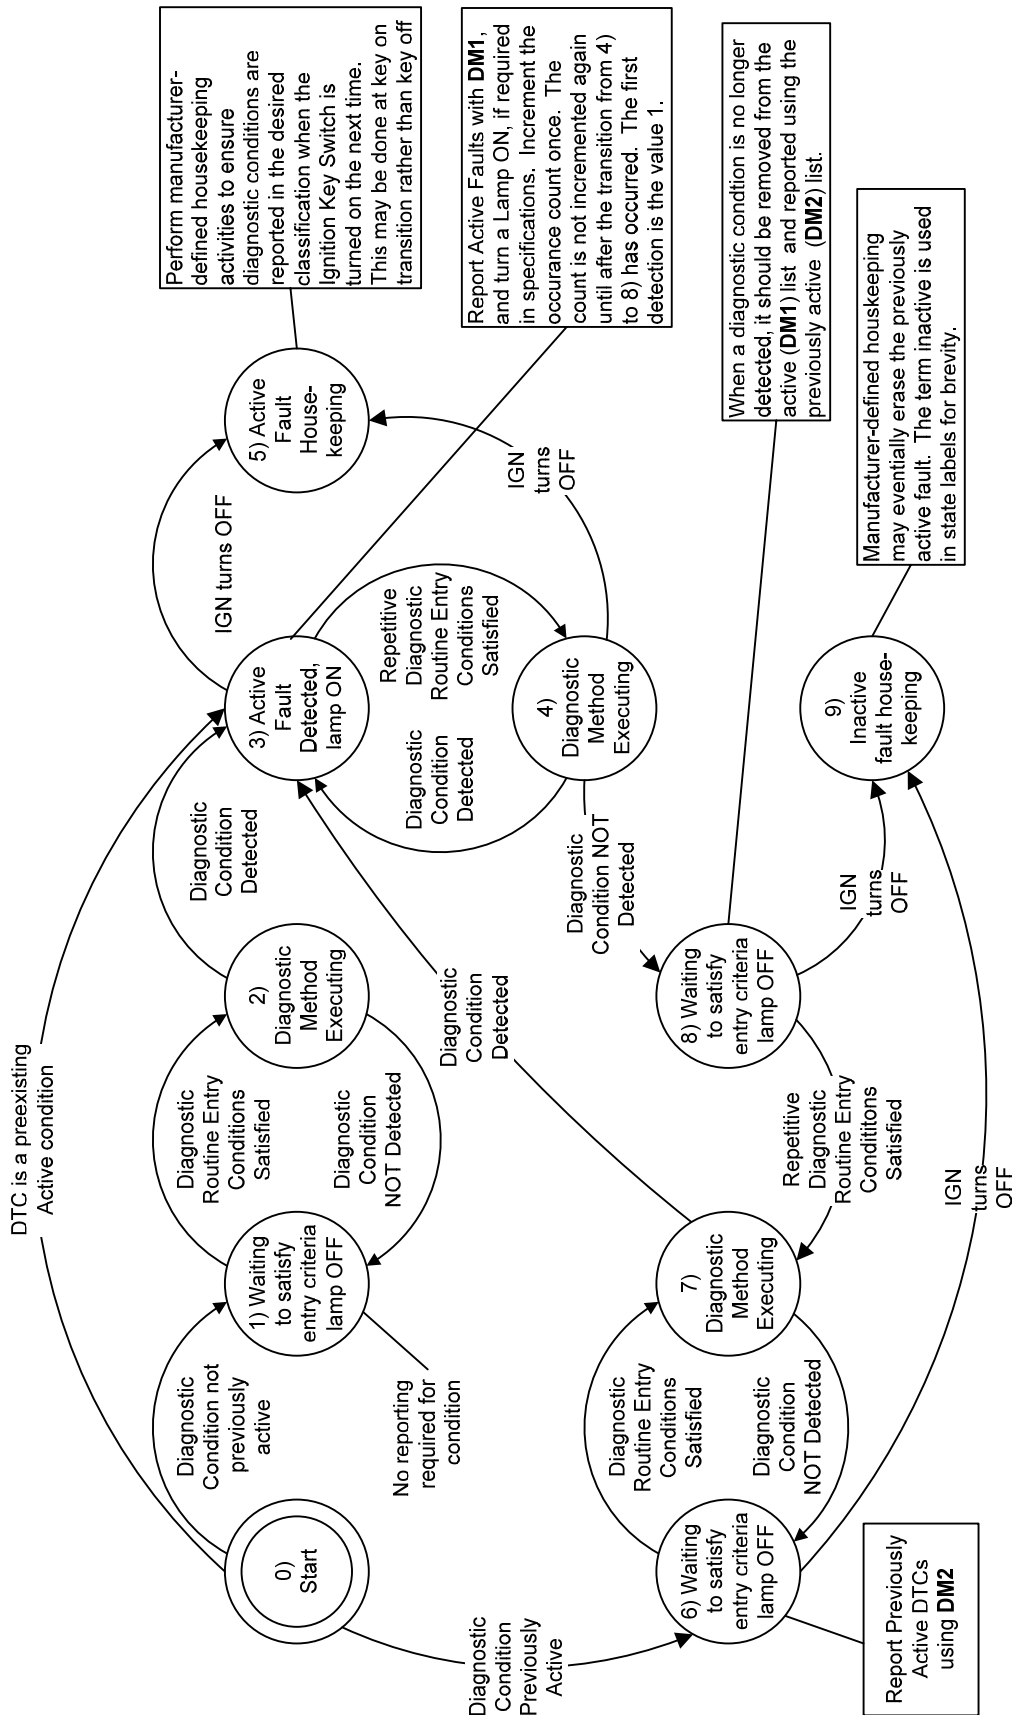 DTC is a preexisting
Active condition
0)
Start
Diagnostic
Condition not
previously
active
1) Waiting
to satisfy
entry criteria
lamp OFF
No reporting
required for
condition
Diagnostic
Routine Entry
Conditions
Satisfied
Diagnostic
Condition
NOT Detected
2)
Diagnostic
Method
Executing
Diagnostic
Condition
Detected
3) Active
Fault
Detected,
lamp ON
IGN turns OFF
5) Active
Fault
House-
keeping
Perform manufacturer-
defined housekeeping
activities to ensure
diagnostic conditions are
reported in the desired
classification when the
Ignition Key Switch is
turned on the next time.
This may be done at key on
transition rather than key off
Report Active Faults with DM1,
and turn a Lamp ON, if required
in specifications. Increment the
occurance count once. The
count is not incremented again
until after the transition from 4)
to 8) has occurred. The first
detection is the value 1.
Repetitive
Diagnostic
Routine Entry
Conditions
Satisfied
Diagnostic
Condition
Detected
4)
Diagnostic
Method
Executing
IGN
turns
OFF
Diagnostic
Condition NOT
Detected
Diagnostic
Condition
Detected
Diagnostic
Condition
Previously
Active
6) Waiting
to satisfy
entry criteria
lamp OFF
Report Previously
Active DTCs
using DM2
Diagnostic
Routine Entry
Conditions
Satisfied
Diagnostic
Condition
NOT Detected
7)
Diagnostic
Method
Executing
Repetitive
Diagnostic
Routine Entry
Condititons
Satisfied
8) Waiting
to satisfy
entry criteria
lamp OFF
When a diagnostic condtion is no longer
detected, it should be removed from the
active (DM1) list and reported using the
previously active (DM2) list.
IGN
turns
OFF
9)
Inactive
fault house-
keeping
Manufacturer-defined houskeeping
may eventially erase the previously
active fault. The term inactive is used
in state labels for brevity.
IGN
turns
OFF